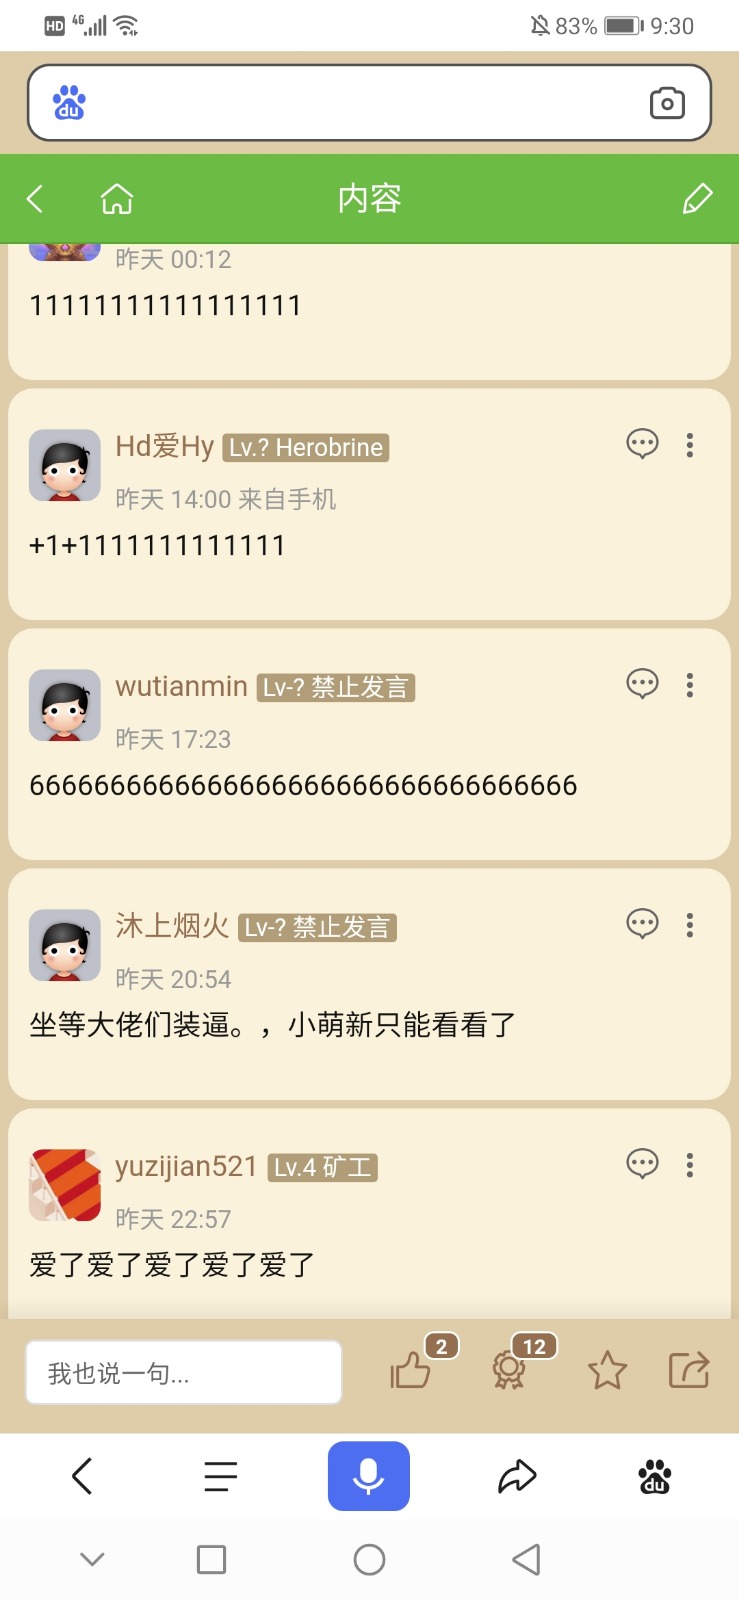 HD 4G 83% 9:30
du
内容
昨天 00:12
11111111111111111
Hd爱Hy Lv.? Herobrine
昨天 14:00 来自手机
+1+1111111111111
wutianmin Lv-? 禁止发言
昨天 17:23
6666666666666666666666666666666666
沐上烟火 Lv-? 禁止发言
昨天 20:54
坐等大佬们装逼。，小萌新只能看看了
yuzijian521 Lv.4 矿工
昨天 22:57
爱了爱了爱了爱了爱了
我也说一句...
2
12
du